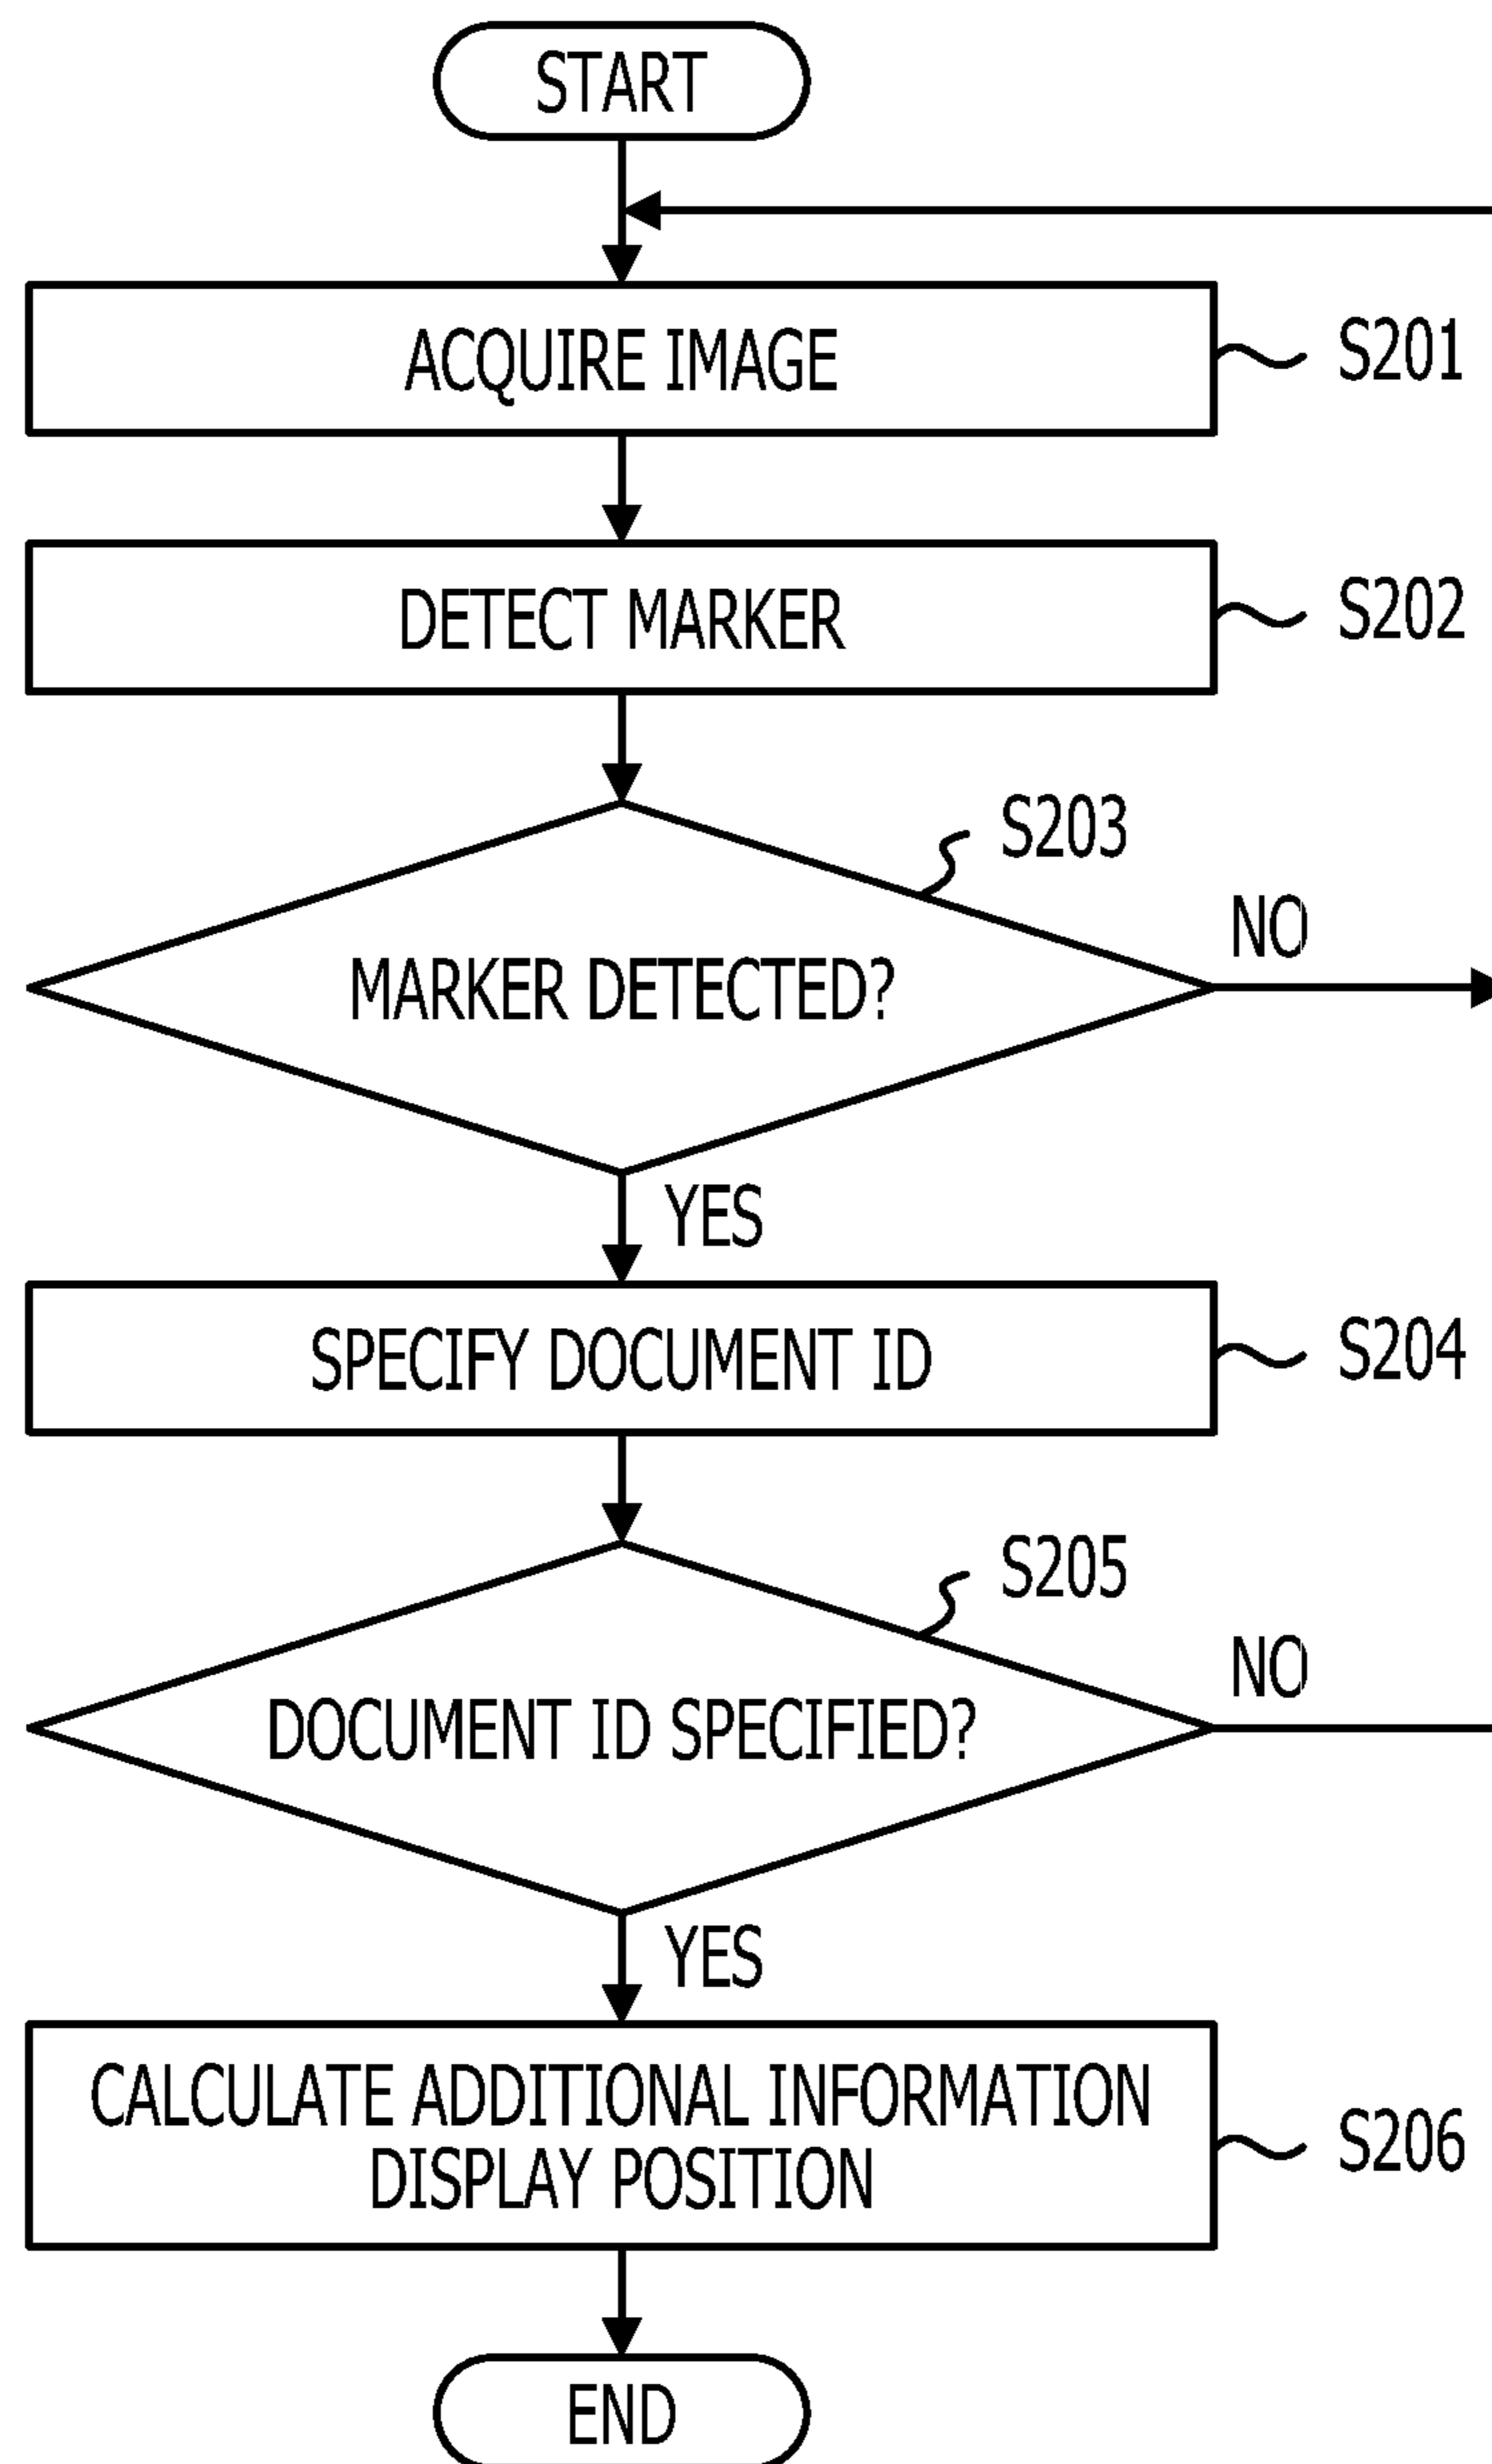 START
ACQUIRE IMAGE
S201
DETECT MARKER
S202
S203
MARKER DETECTED?
NO
YES
SPECIFY DOCUMENT ID
S204
S205
DOCUMENT ID SPECIFIED?
NO
YES
CALCULATE ADDITIONAL INFORMATION
DISPLAY POSITION
S206
END